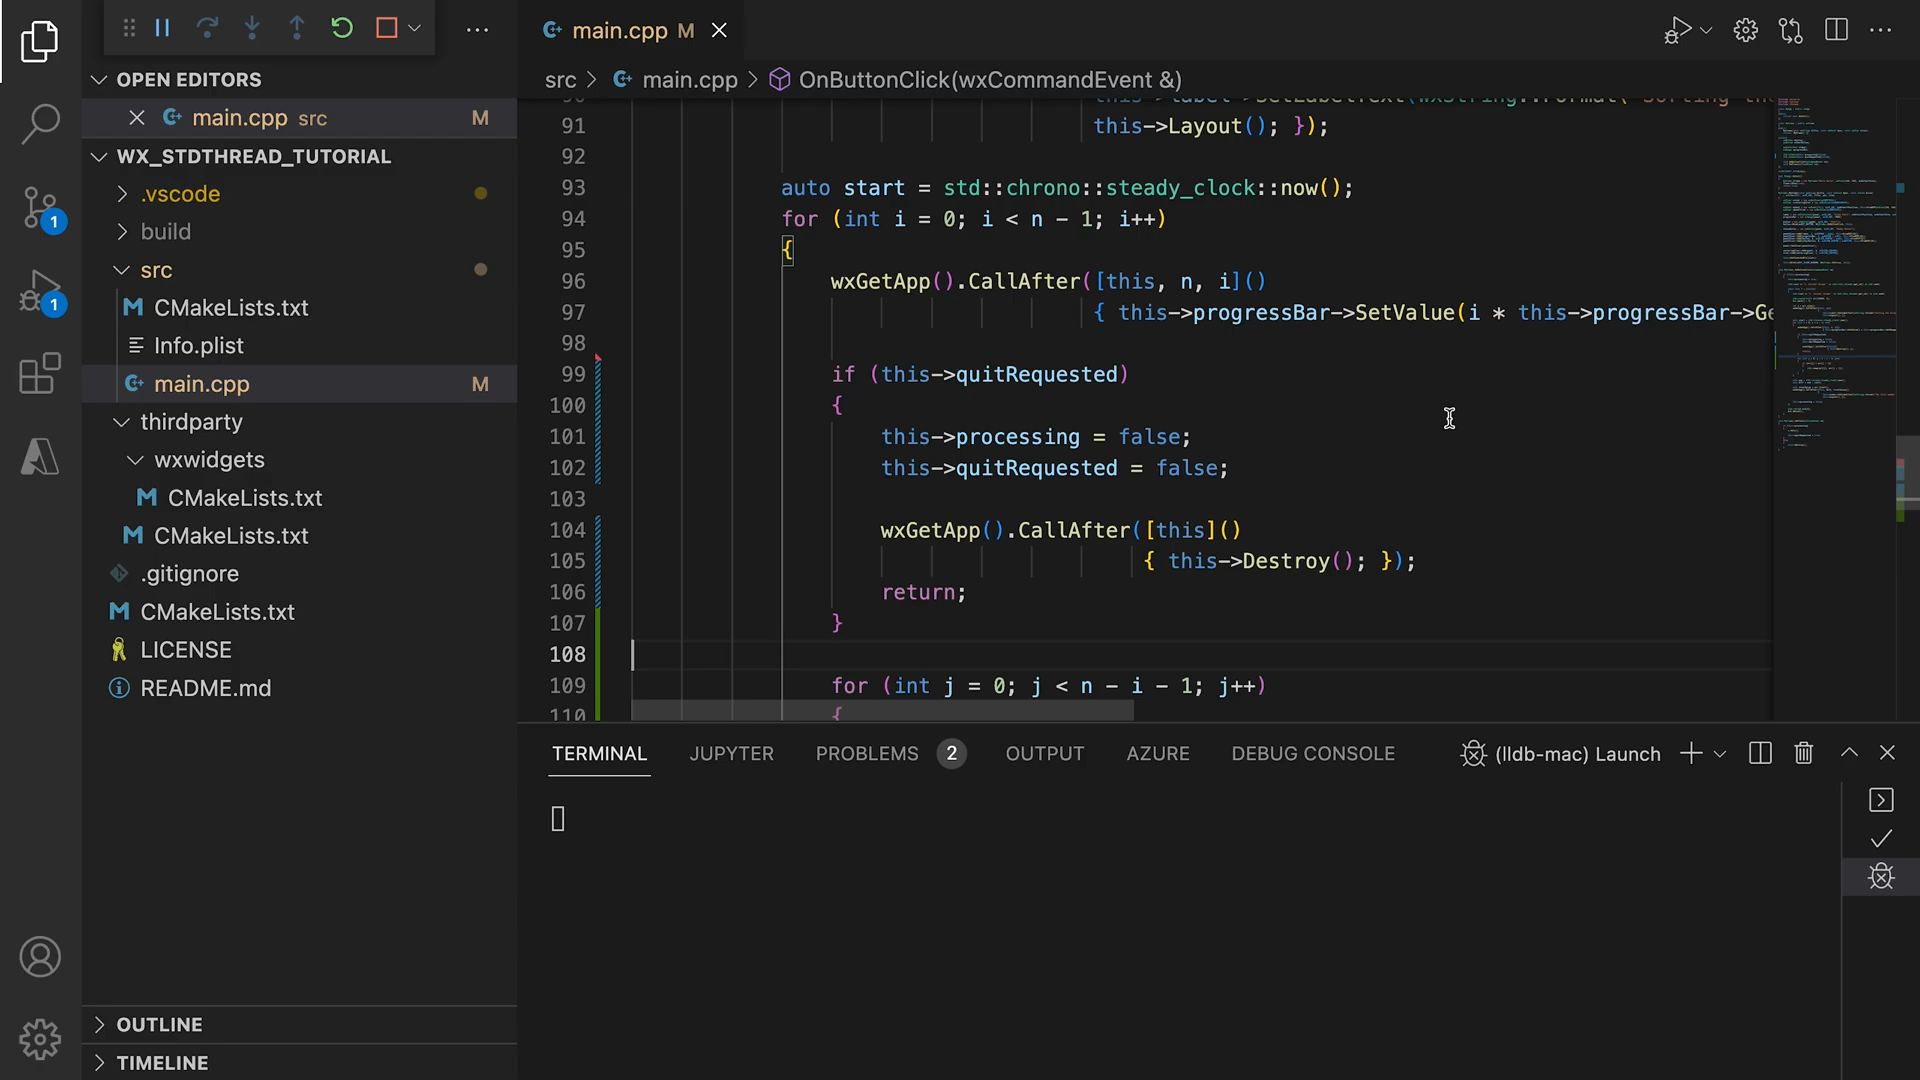 main.cpp M
OPEN EDITORS
main.cpp src M
WX_STDTHREAD_TUTORIAL
.vscode
build
src
CMakeLists.txt
Info.plist
main.cpp M
thirdparty
wxwidgets
CMakeLists.txt
CMakeLists.txt
.gitignore
CMakeLists.txt
LICENSE
README.md
OUTLINE
TIMELINE
1
1
src > main.cpp > OnButtonClick(wxCommandEvent &)
91 this->Layout(); });
92
93 auto start = std::chrono::steady_clock::now();
94 for (int i = 0; i < n - 1; i++)
95 {
96 wxGetApp().CallAfter([this, n, i]()
97 { this->progressBar->SetValue(i * this->progressBar->Ge
98
99 if (this->quitRequested)
100 {
101 this->processing = false;
102 this->quitRequested = false;
103
104 wxGetApp().CallAfter([this]()
105 { this->Destroy(); });
106 return;
107 }
108
109 for (int j = 0; j < n - i - 1; j++)
110 {
TERMINAL JUPYTER PROBLEMS 2 OUTPUT AZURE DEBUG CONSOLE (lldb-mac) Launch